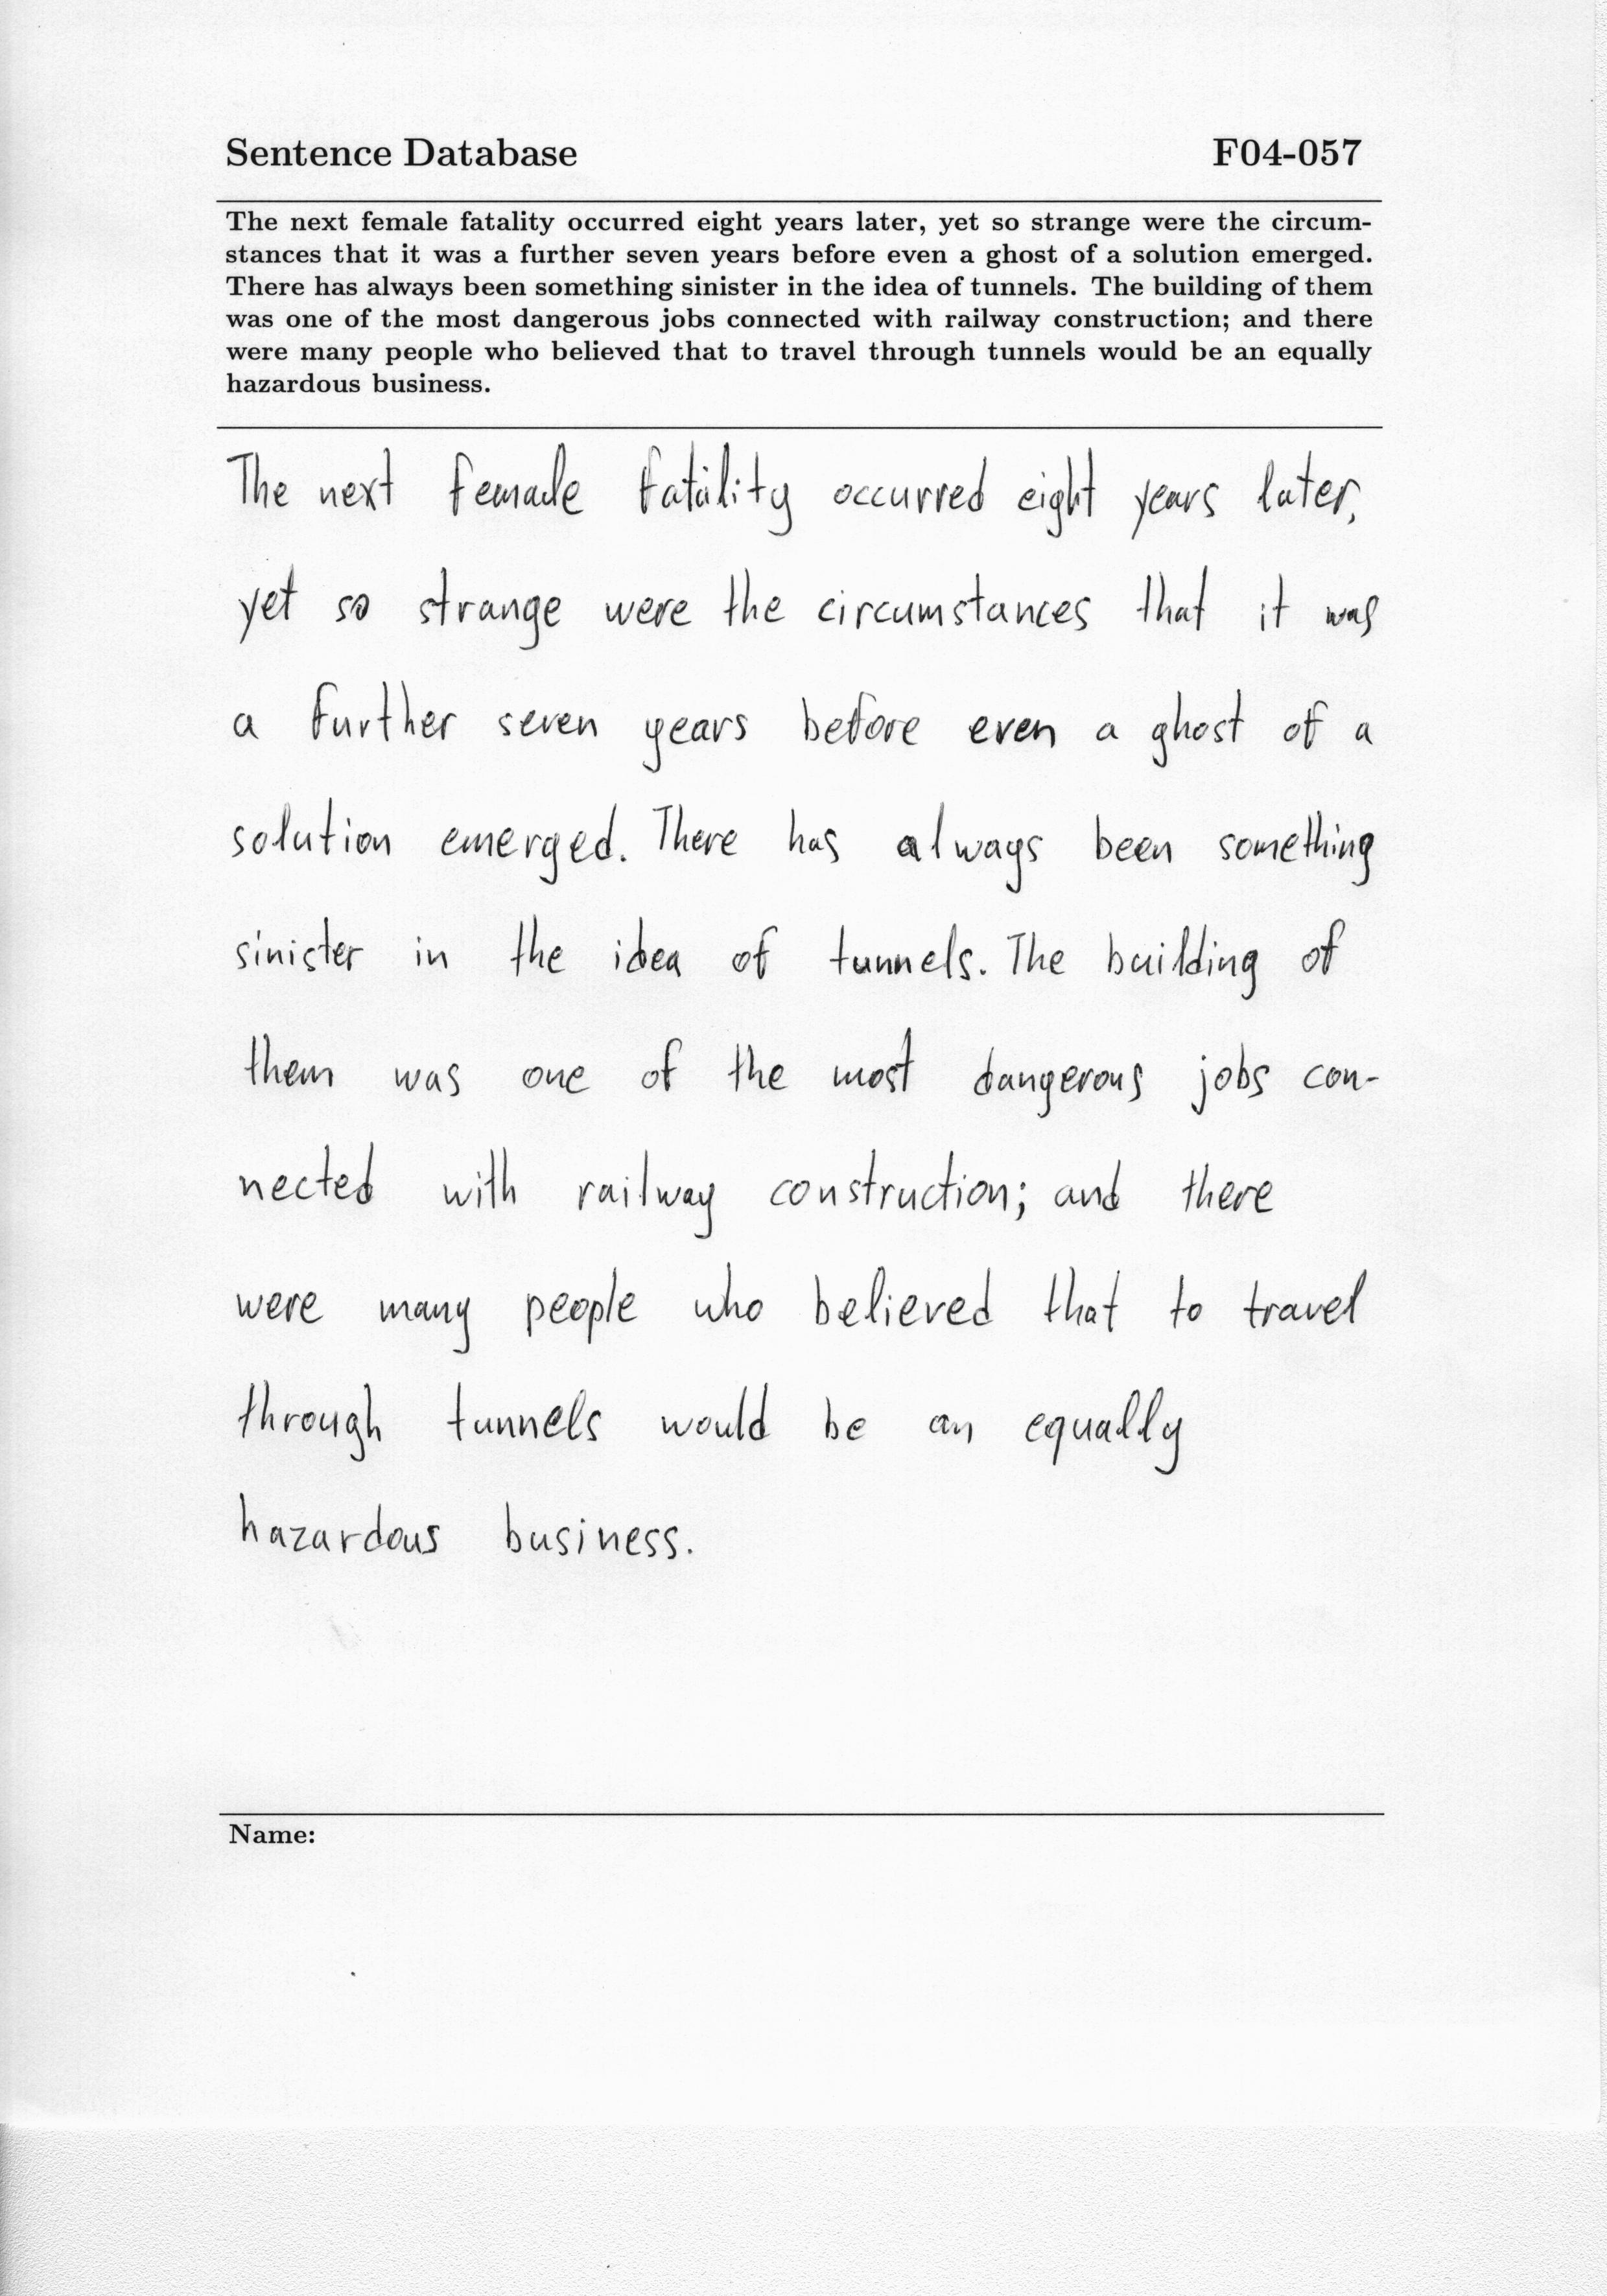 Sentence Database F04-057
The next female fatality occurred eight years later, yet so strange were the circum-
stances that it was a further seven years before even a ghost of a solution emerged.
There has always been something sinister in the idea of tunnels. The building of them
was one of the most dangerous jobs connected with railway construction; and there
were many people who believed that to travel through tunnels would be an equally
hazardous business.
The next female fatality occurred eight years later,
yet so strange were the circumstances that it was
a further seven years before even a ghost of a
solution emerged. There has always been something
sinister in the idea of tunnels. The building of
them was one of the most dangerous jobs con-
nected with railway construction; and there
were many people who believed that to travel
through tunnels would be an equally
hazardous business.
Name: